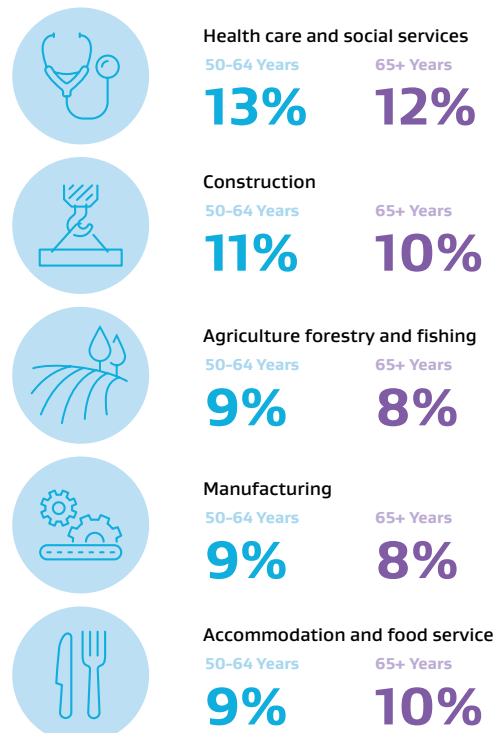 Health care and social services
50-64 Years 65+ Years
13% 12%
Construction
50-64 Years 65+ Years
11% 10%
Agriculture forestry and fishing
50-64 Years 65+ Years
9% 8%
Manufacturing
50-64 Years 65+ Years
9% 8%
Accommodation and food service
50-64 Years 65+ Years
9% 10%